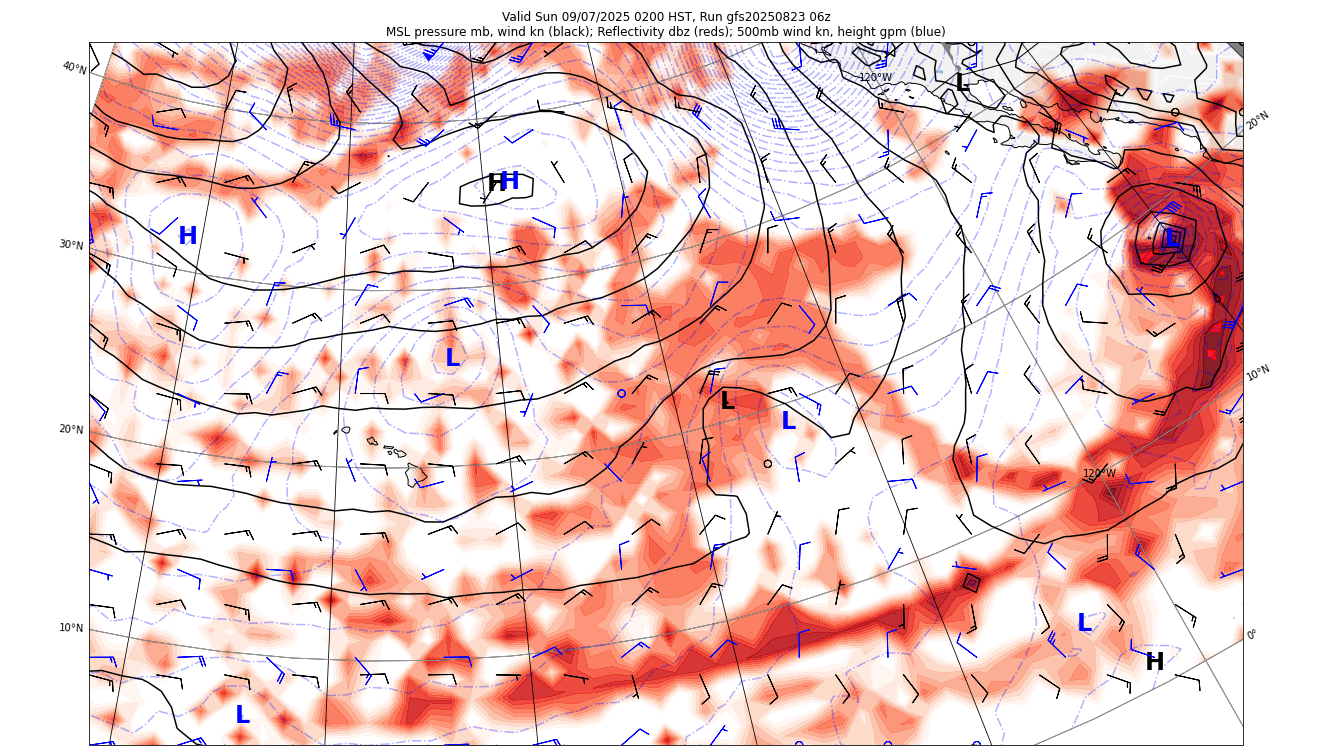 Valid Sun 09/07/2025 0200 HST, Run gfs20250823 06z
MSL pressure mb, wind kn (black); Reflectivity dbz (reds); 500mb wind kn, height gpm (blue)
40°N
120°W
L
20°N
H
H
H
L
30°N
L
10°N
L
L
20°N
120°W
10°N
L
0°
H
L